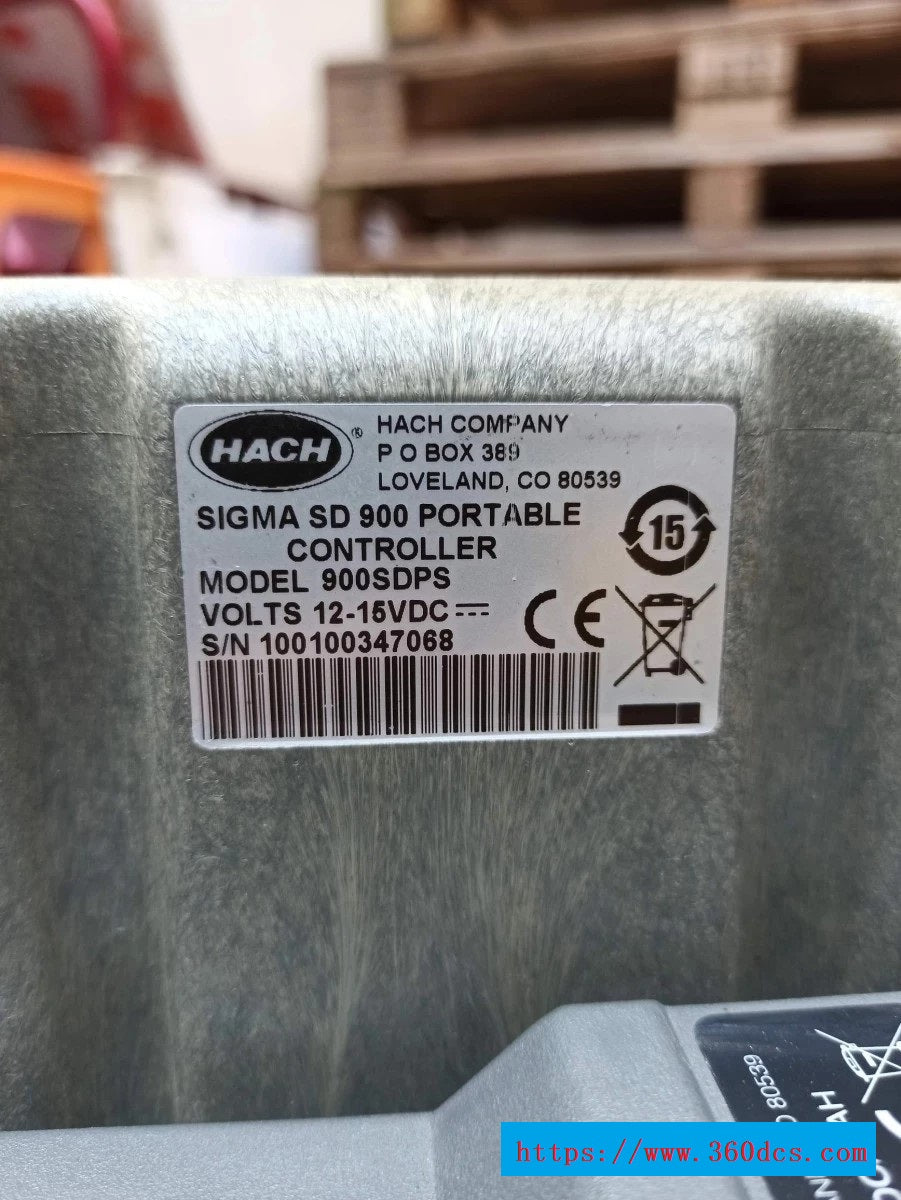 HACH
®
HACH COMPANY
P O BOX 389
LOVELAND, CO 80539
SIGMA SD 900 PORTABLE
CONTROLLER
MODEL 900SDPS
VOLTS 12-15VDC
S/N 100100347068
15
CE
80539
https://www.360dcs.com